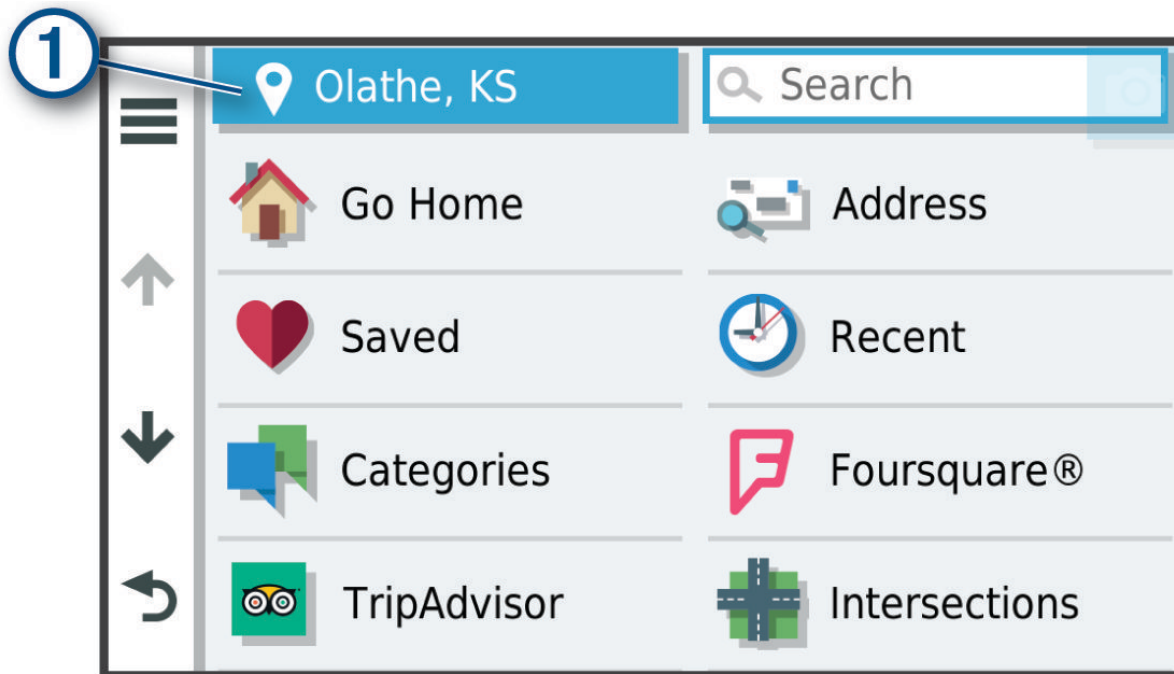 1
Olathe, KS
Search
Go Home
Address
Saved
Recent
Categories
Foursquare®
TripAdvisor
Intersections